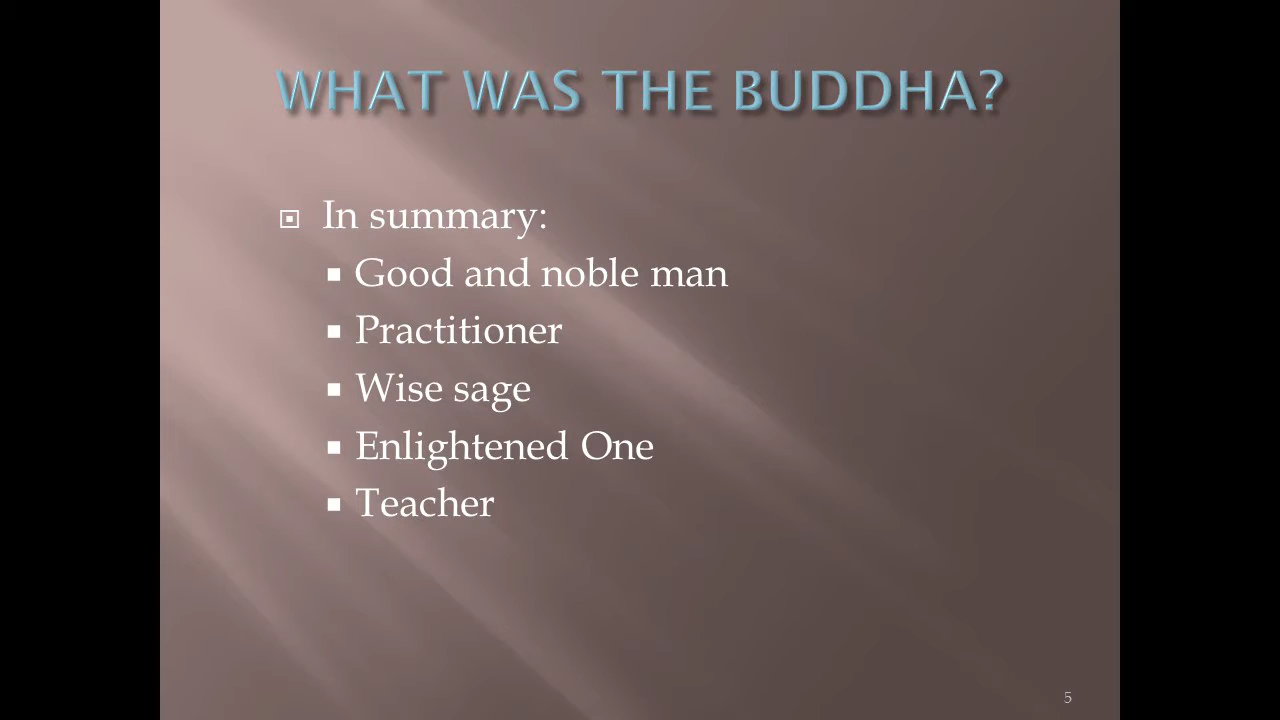 WHAT WAS THE BUDDHA?
In summary:
Good and noble man
Practitioner
Wise sage
Enlightened One
Teacher
5